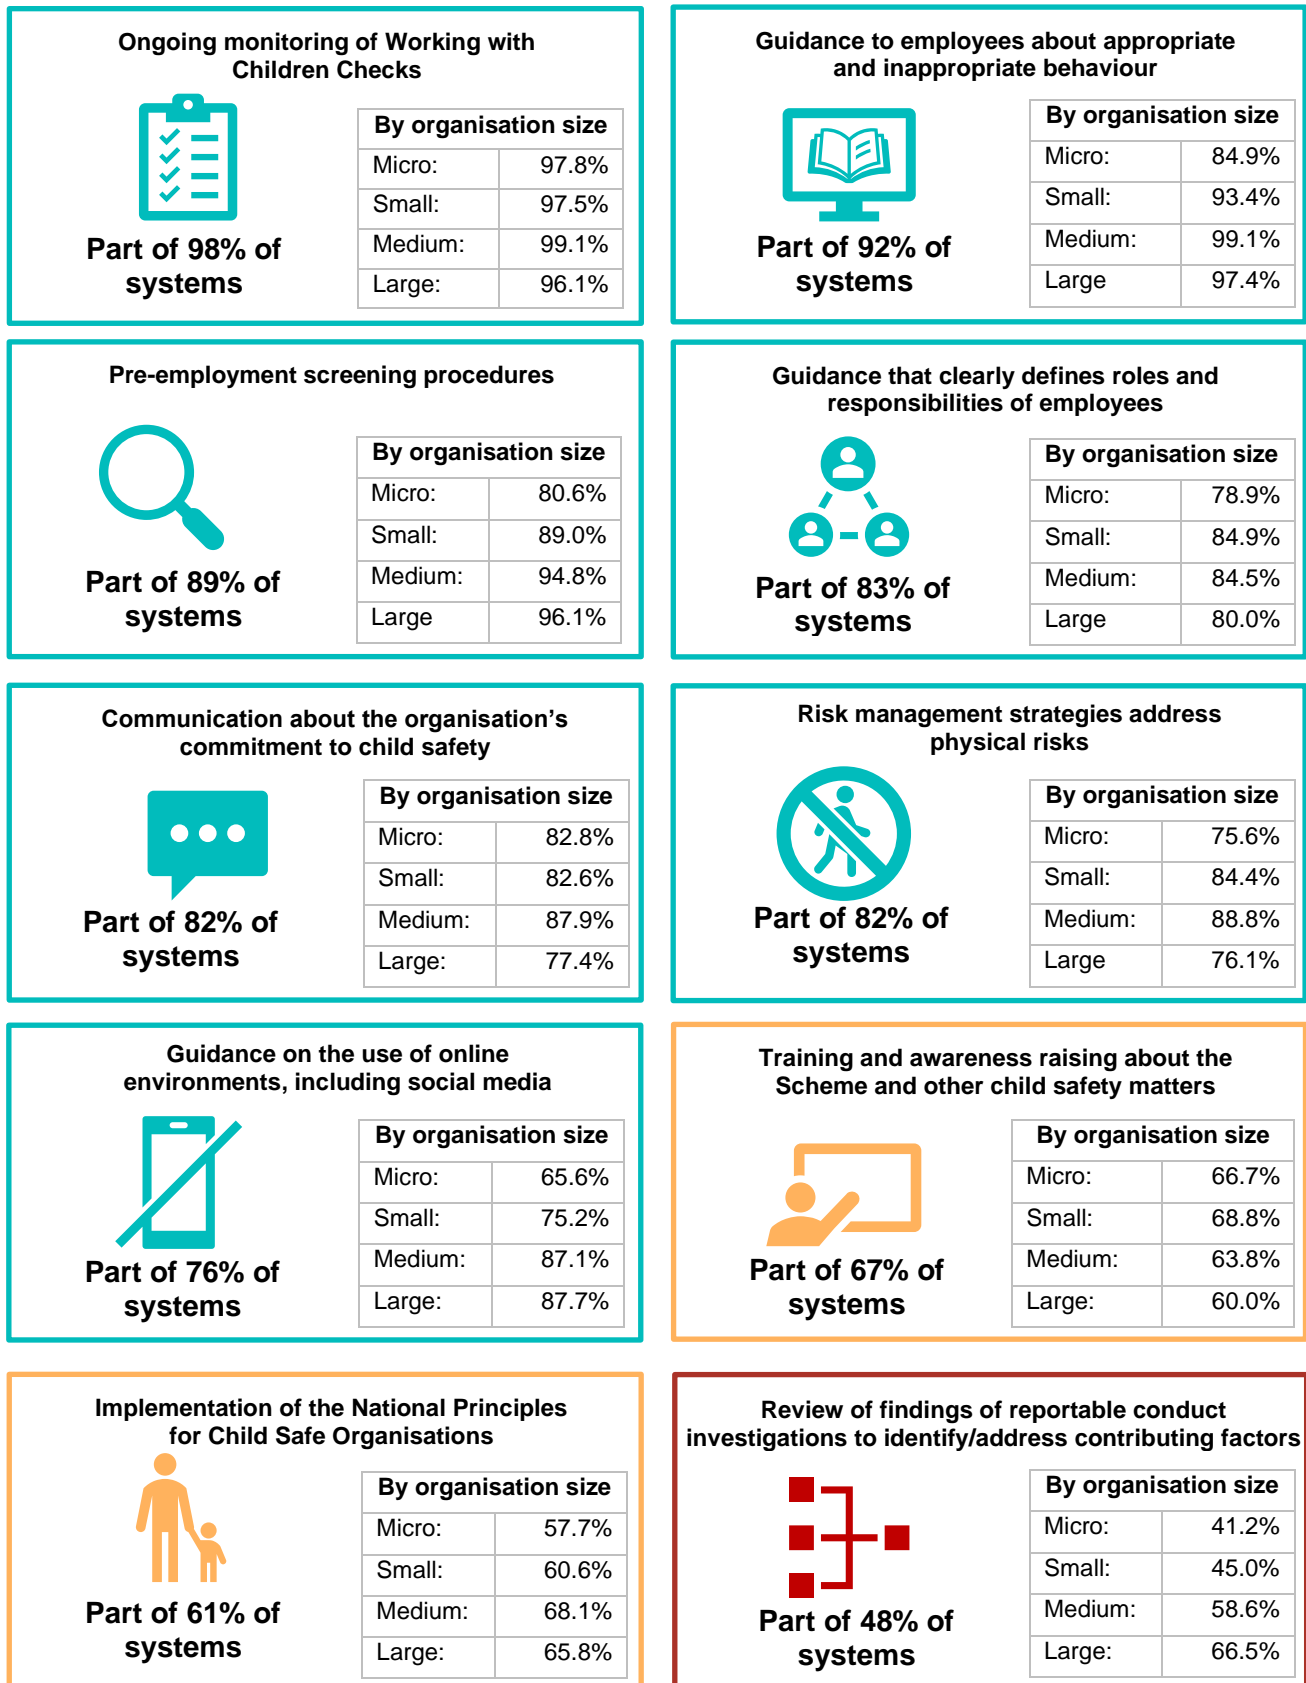 Ongoing monitoring of Working with
Children Checks
Part of 98% of
systems
By organisation size
Micro: 97.8%
Small: 97.5%
Medium: 99.1%
Large: 96.1%
Guidance to employees about appropriate
and inappropriate behaviour
Part of 92% of
systems
By organisation size
Micro: 84.9%
Small: 93.4%
Medium: 99.1%
Large 97.4%
Pre-employment screening procedures
Part of 89% of
systems
By organisation size
Micro: 80.6%
Small: 89.0%
Medium: 94.8%
Large 96.1%
Guidance that clearly defines roles and
responsibilities of employees
Part of 83% of
systems
By organisation size
Micro: 78.9%
Small: 84.9%
Medium: 84.5%
Large 80.0%
Communication about the organisation’s
commitment to child safety
Part of 82% of
systems
By organisation size
Micro: 82.8%
Small: 82.6%
Medium: 87.9%
Large: 77.4%
Risk management strategies address
physical risks
Part of 82% of
systems
By organisation size
Micro: 75.6%
Small: 84.4%
Medium: 88.8%
Large 76.1%
Guidance on the use of online
environments, including social media
Part of 76% of
systems
By organisation size
Micro: 65.6%
Small: 75.2%
Medium: 87.1%
Large: 87.7%
Training and awareness raising about the
Scheme and other child safety matters
Part of 67% of
systems
By organisation size
Micro: 66.7%
Small: 68.8%
Medium: 63.8%
Large: 60.0%
Implementation of the National Principles
for Child Safe Organisations
Part of 61% of
systems
By organisation size
Micro: 57.7%
Small: 60.6%
Medium: 68.1%
Large: 65.8%
Review of findings of reportable conduct
investigations to identify/address contributing factors
Part of 48% of
systems
By organisation size
Micro: 41.2%
Small: 45.0%
Medium: 58.6%
Large: 66.5%